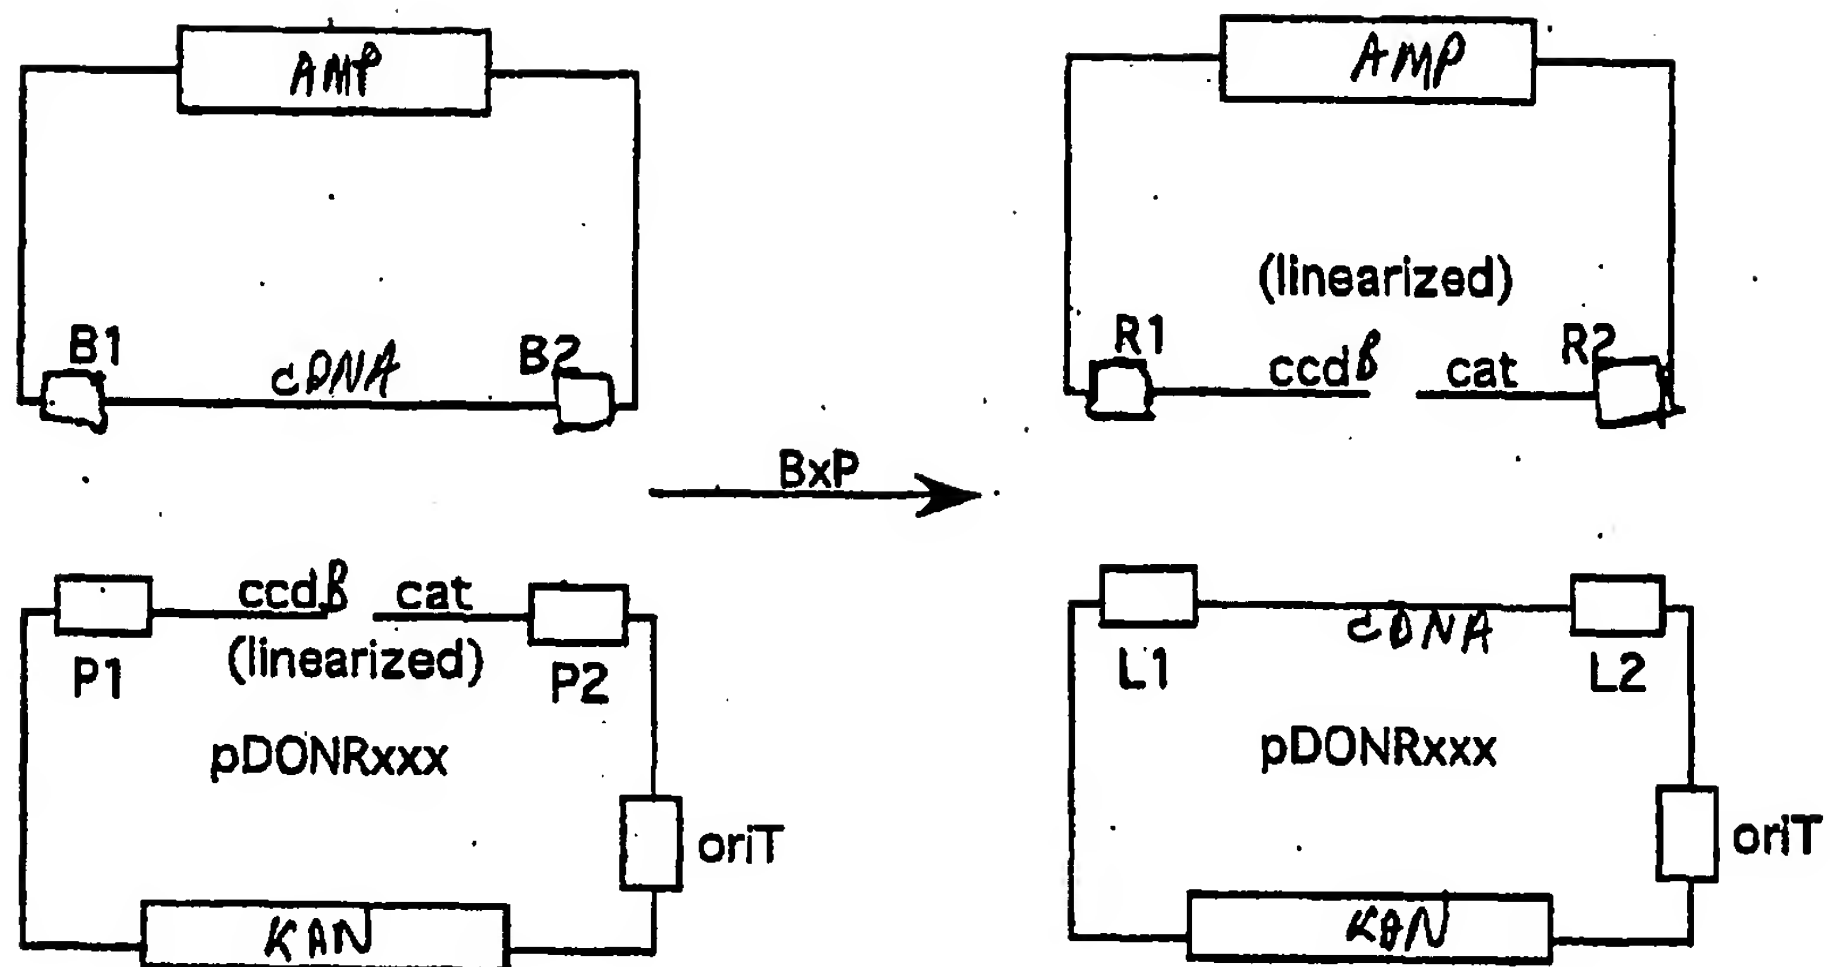 AMP
B1
cDNA
B2
AMP
(linearized)
R1
ccdB
cat
R2
BxP
ccdB
cat
(linearized)
P1
P2
pDONRxxx
oriT
KAN
cDNA
L1
L2
pDONRxxx
oriT
KAN